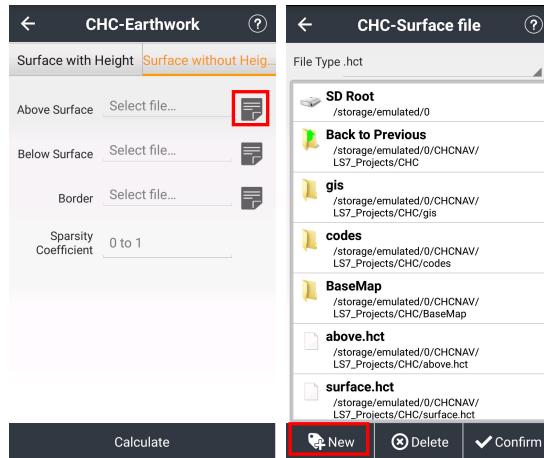 CHC-Earthwork
?
Surface with Height
Surface without Heig...
Above Surface
Select file...
Below Surface
Select file...
Border
Select file...
Sparsity
Coefficient
0 to 1
Calculate
CHC-Surface file
?
File Type .hct
SD Root
/storage/emulated/0
Back to Previous
/storage/emulated/0/CHCNAV/
LS7_Projects/CHC
gis
/storage/emulated/0/CHCNAV/
LS7_Projects/CHC/gis
codes
/storage/emulated/0/CHCNAV/
LS7_Projects/CHC/codes
BaseMap
/storage/emulated/0/CHCNAV/
LS7_Projects/CHC/BaseMap
above.hct
/storage/emulated/0/CHCNAV/
LS7_Projects/CHC/above.hct
surface.hct
/storage/emulated/0/CHCNAV/
LS7_Projects/CHC/surface.hct
New
Delete
Confirm